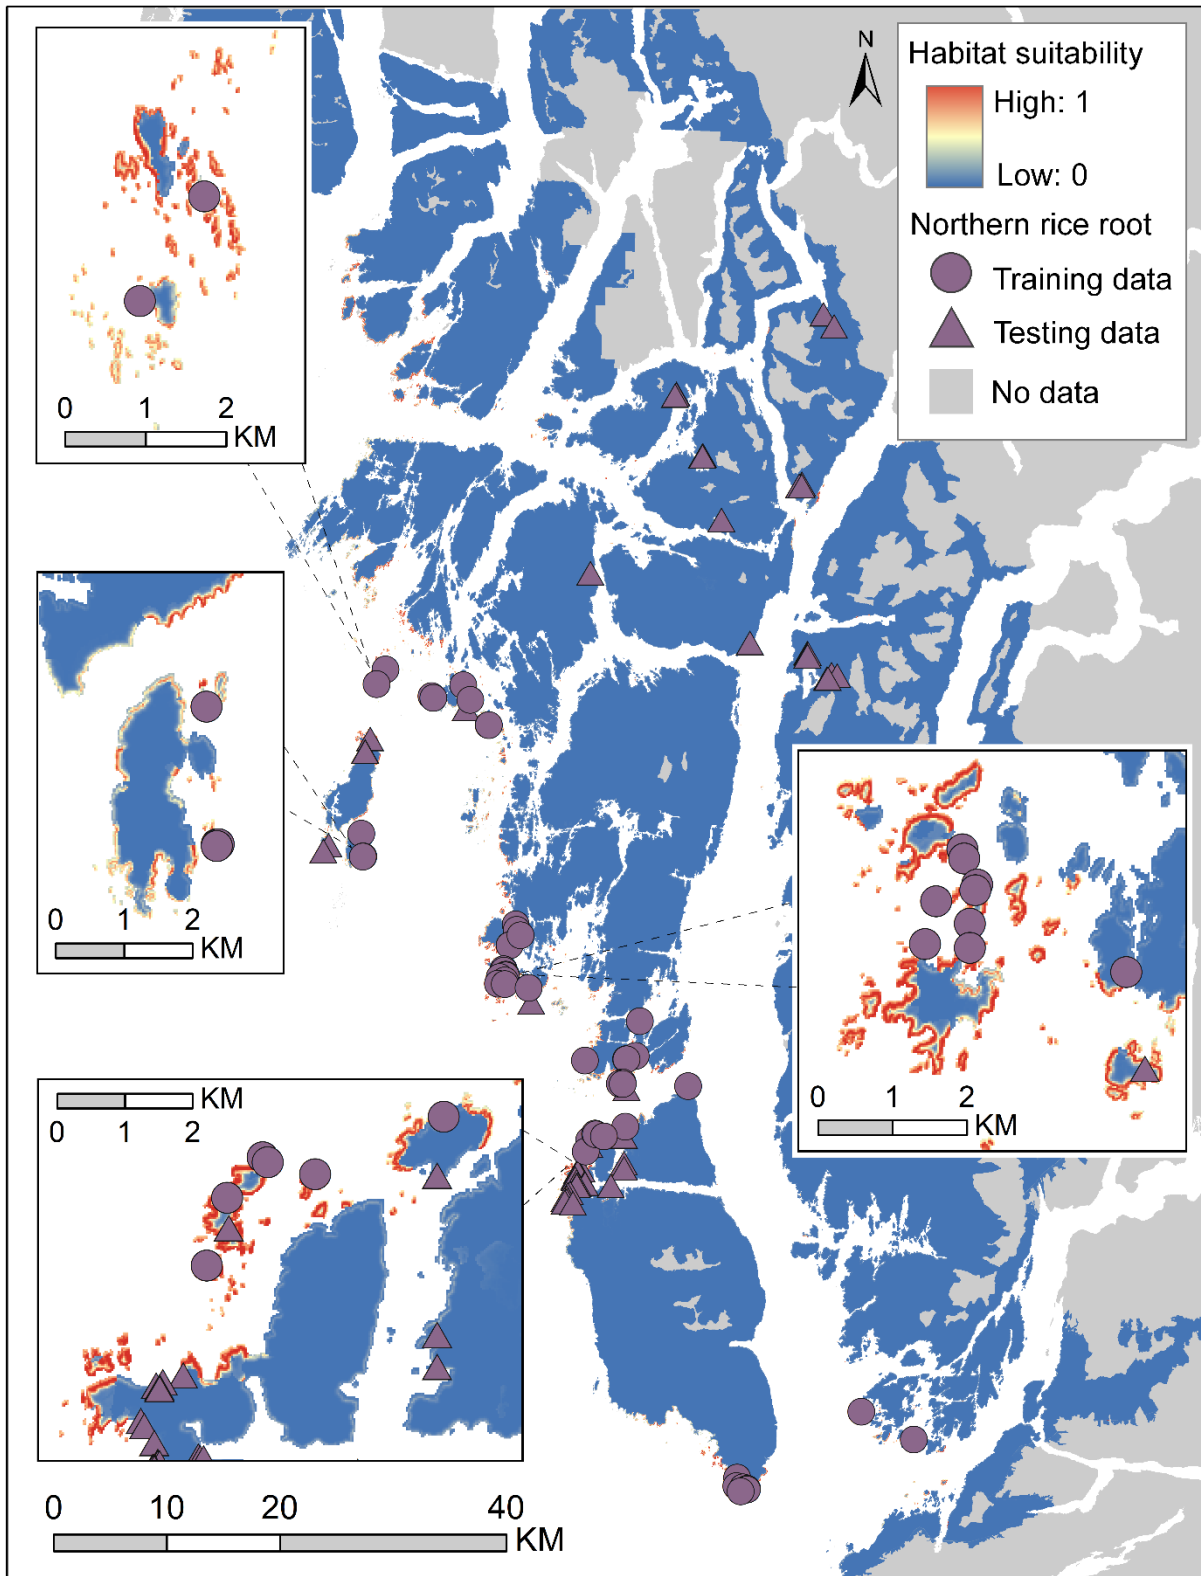 N
Habitat suitability
High: 1
Low: 0
Northern rice root
Training data
Testing data
No data
0 1 2
KM
0 1 2
KM
0 1 2
KM
KM
0 1 2
0 10 20 40
KM